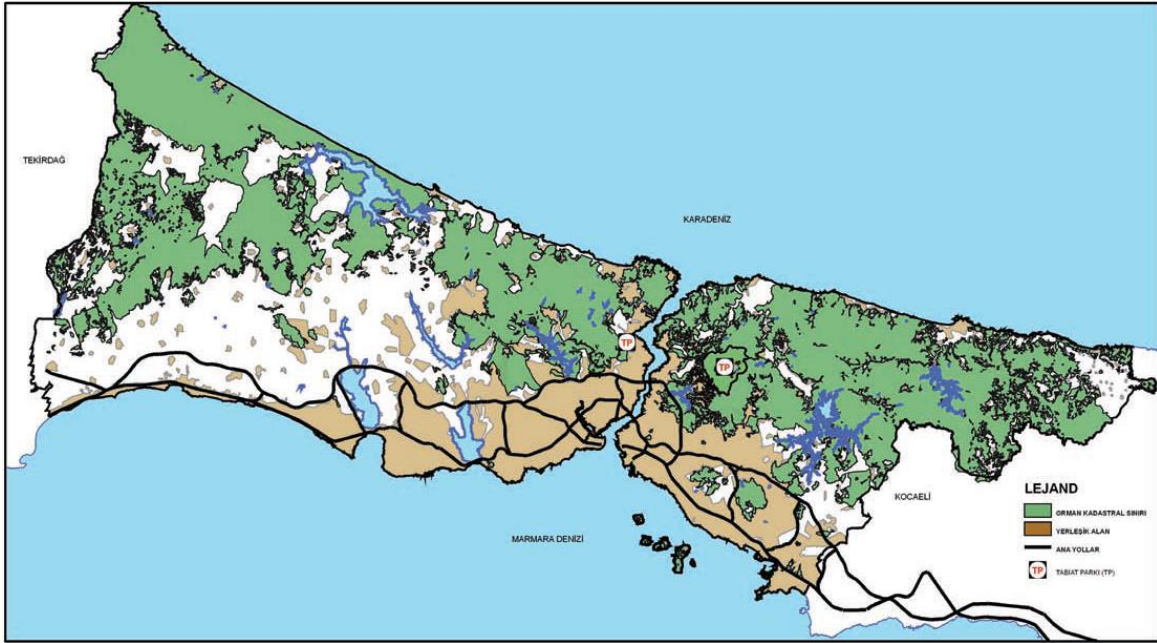 TEKİRDAĞ
KARADENİZ
TP
TP
KOCAELİ
MARMARA DENİZİ
LEJAND
ORMAN KADASTRAL SINIRI
YERLEŞİK ALAN
ANA YOLLAR
TP
TABİAT PARKI (TP)